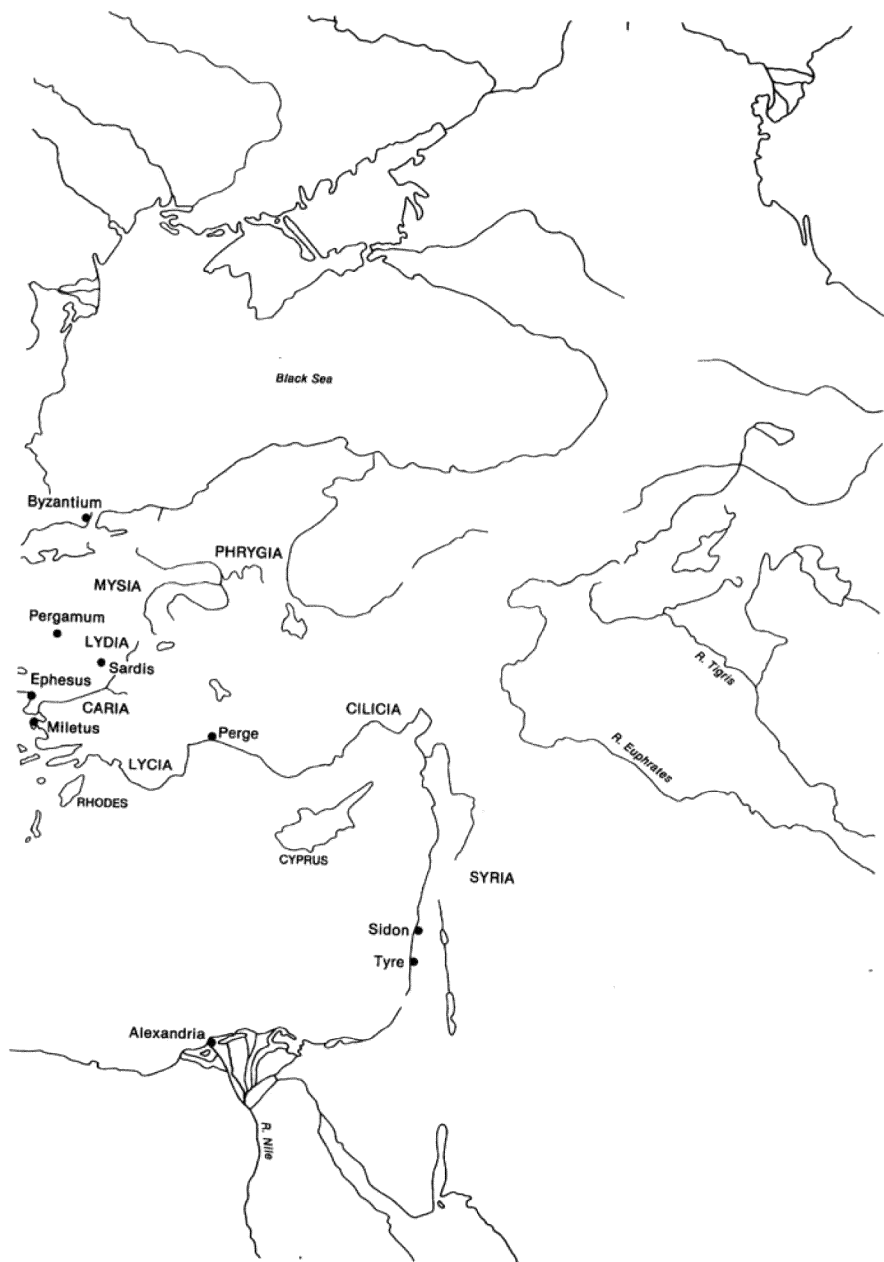 Black Sea
Byzantium
PHRYGIA
MYSIA
Pergamum
LYDIA
Sardis
Ephesus
CARIA
CILICIA
Miletus
Perge
LYCIA
RHODES
CYPRUS
R. Tigris
R. Euphrates
SYRIA
Sidon
Tyre
Alexandria
R. Nile